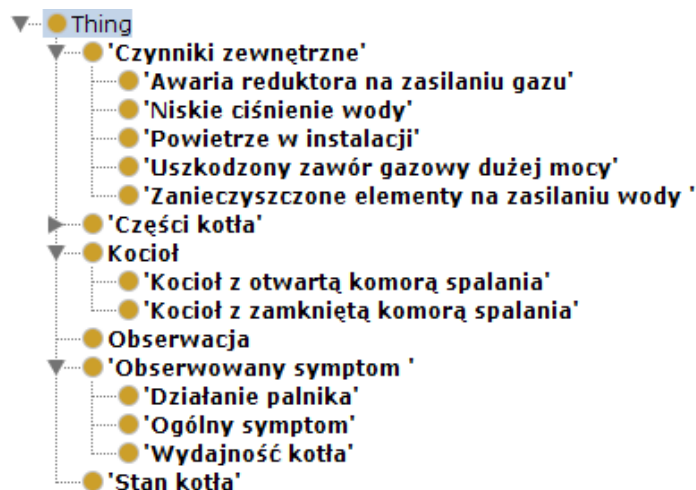 Thing
'Czynniki zewnętrzne'
'Awaria reduktora na zasilaniu gazu'
'Niskie ciśnienie wody'
'Powietrze w instalacji'
'Uszkodzony zawór gazowy dużej mocy'
'Zanieczyszczone elementy na zasilaniu wody '
'Części kotła'
Kocioł
'Kocioł z otwartą komorą spalania'
'Kocioł z zamkniętą komorą spalania'
Obserwacja
'Obserwowany symptom '
'Działanie palnika'
'Ogólny symptom'
'Wydajność kotła'
'Stan kotła'